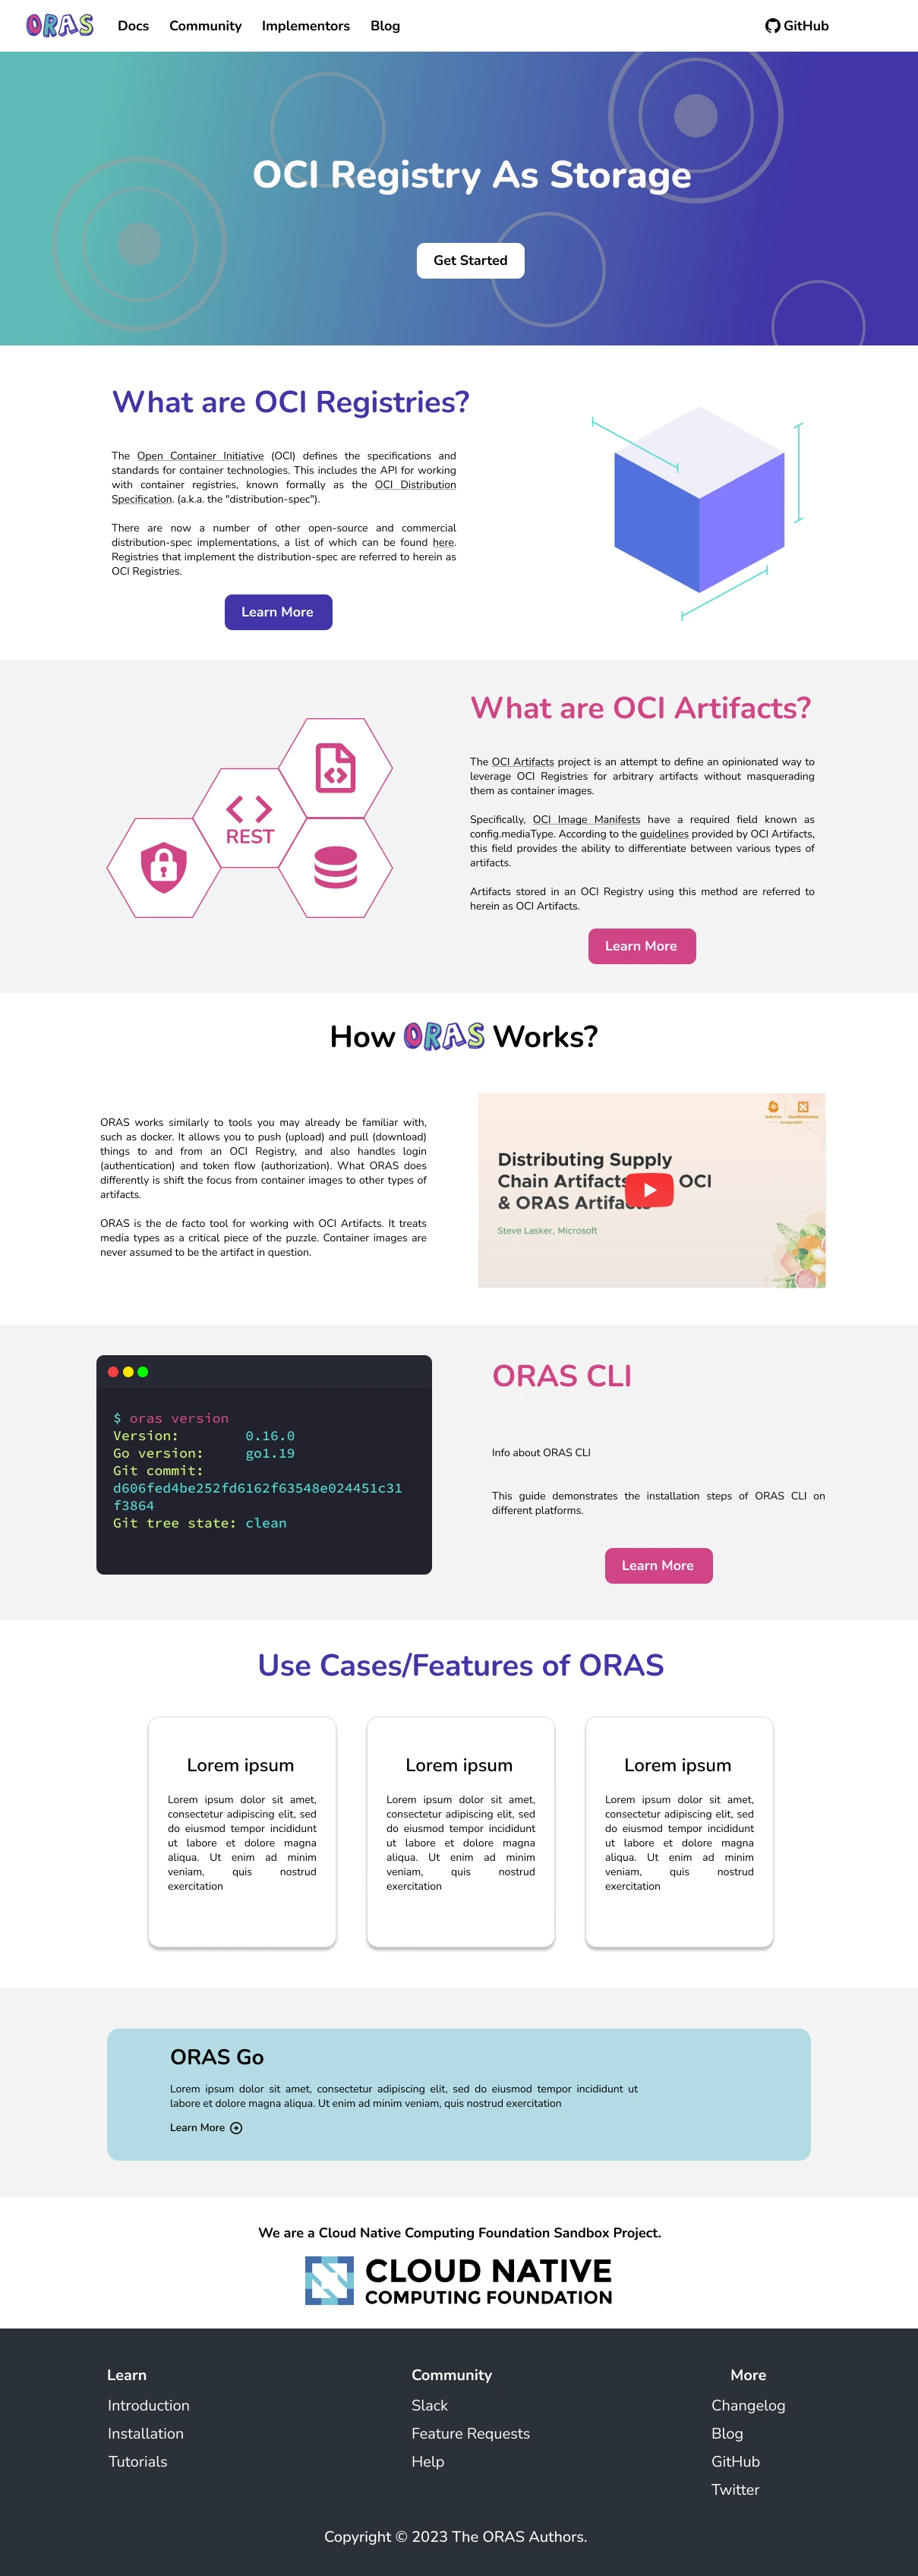 ORAS Docs Community Implementors Blog GitHub
OCI Registry As Storage
Get Started
What are OCI Registries?
The Open Container Initiative (OCI) defines the specifications and
standards for container technologies. This includes the API for working
with container registries, known formally as the OCI Distribution
Specification. (a.k.a. the "distribution-spec").
There are now a number of other open-source and commercial
distribution-spec implementations, a list of which can be found here.
Registries that implement the distribution-spec are referred to herein as
OCI Registries.
Learn More
REST
What are OCI Artifacts?
The OCI Artifacts project is an attempt to define an opinionated way to
leverage OCI Registries for arbitrary artifacts without masquerading
them as container images.
Specifically, OCI Image Manifests have a required field known as
config.mediaType. According to the guidelines provided by OCI Artifacts,
this field provides the ability to differentiate between various types of
artifacts.
Artifacts stored in an OCI Registry using this method are referred to
herein as OCI Artifacts.
Learn More
How ORAS Works?
ORAS works similarly to tools you may already be familiar with,
such as docker. It allows you to push (upload) and pull (download)
things to and from an OCI Registry, and also handles login
(authentication) and token flow (authorization). What ORAS does
differently is shift the focus from container images to other types of
artifacts.
ORAS is the de facto tool for working with OCI Artifacts. It treats
media types as a critical piece of the puzzle. Container images are
never assumed to be the artifact in question.
Distributing Supply
Chain Artifacts OCI
& ORAS Artifacts
Steve Lasker, Microsoft
$ oras version
Version: 0.16.0
Go version: go1.19
Git commit:
d606fed4be252fd6162f63548e024451c31
f3864
Git tree state: clean
ORAS CLI
Info about ORAS CLI
This guide demonstrates the installation steps of ORAS CLI on
different platforms.
Learn More
Use Cases/Features of ORAS
Lorem ipsum
Lorem ipsum dolor sit amet,
consectetur adipiscing elit, sed
do eiusmod tempor incididunt
ut labore et dolore magna
aliqua. Ut enim ad minim
veniam, quis nostrud
exercitation
Lorem ipsum
Lorem ipsum dolor sit amet,
consectetur adipiscing elit, sed
do eiusmod tempor incididunt
ut labore et dolore magna
aliqua. Ut enim ad minim
veniam, quis nostrud
exercitation
Lorem ipsum
Lorem ipsum dolor sit amet,
consectetur adipiscing elit, sed
do eiusmod tempor incididunt
ut labore et dolore magna
aliqua. Ut enim ad minim
veniam, quis nostrud
exercitation
ORAS Go
Lorem ipsum dolor sit amet, consectetur adipiscing elit, sed do eiusmod tempor incididunt ut
labore et dolore magna aliqua. Ut enim ad minim veniam, quis nostrud exercitation
Learn More
We are a Cloud Native Computing Foundation Sandbox Project.
CLOUD NATIVE
COMPUTING FOUNDATION
Learn
Introduction
Installation
Tutorials
Community
Slack
Feature Requests
Help
More
Changelog
Blog
GitHub
Twitter
Copyright © 2023 The ORAS Authors.